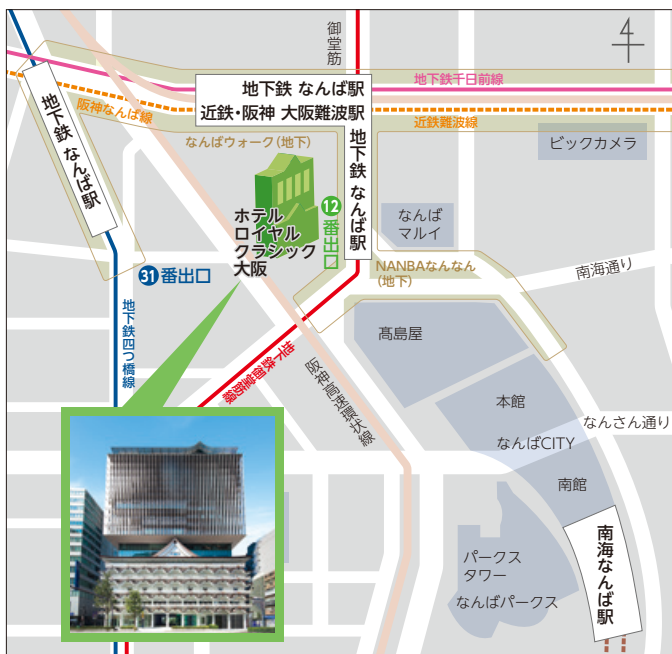 御堂筋
地下鉄千日前線
地下鉄 なんば駅
近鉄・阪神 大阪難波駅
阪神なんば線
近鉄難波線
地下鉄 なんば駅
なんばウォーク(地下)
地下鉄 なんば駅
ビックカメラ
12番出口
なんば
マルイ
ホテル
ロイヤル
クラシック
大阪
NANBAなんなん
(地下)
南海通り
31番出口
地下鉄四つ橋線
地下鉄御堂筋線
阪神高速環状線
髙島屋
本館
なんさん通り
なんばCITY
南館
パークス
タワー
なんばパークス
南海なんば駅